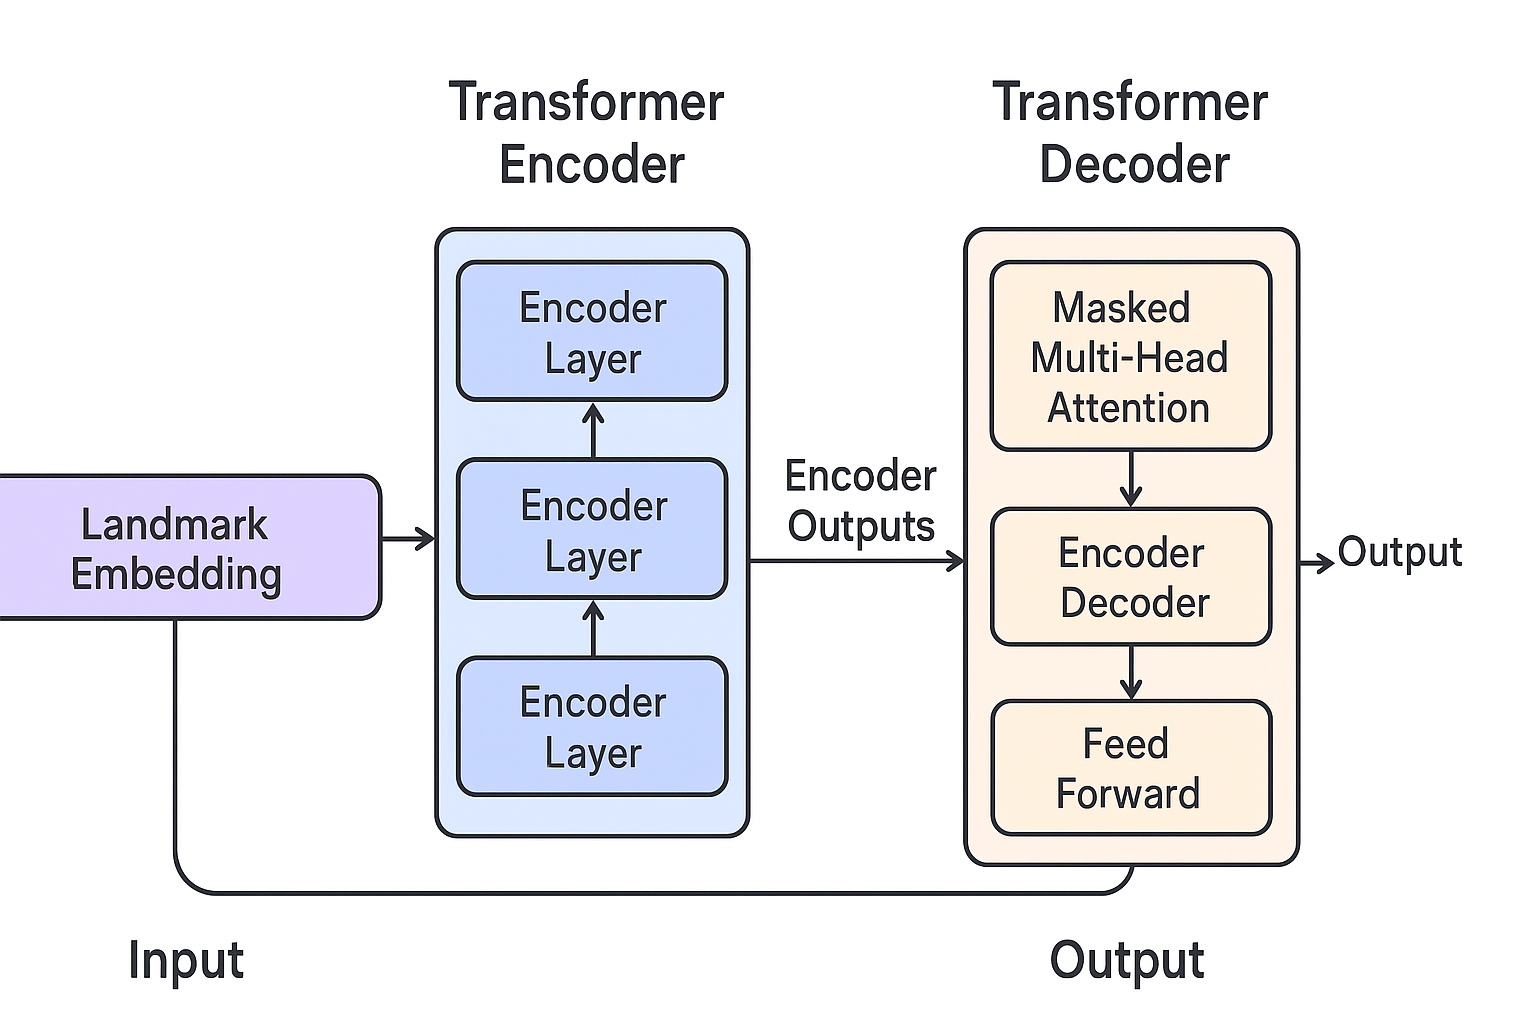 Transformer
Encoder
Transformer
Decoder
Landmark
Embedding
Encoder
Layer
Encoder
Layer
Encoder
Layer
Encoder
Outputs
Masked
Multi-Head
Attention
Encoder
Decoder
Feed
Forward
Output
Input
Output